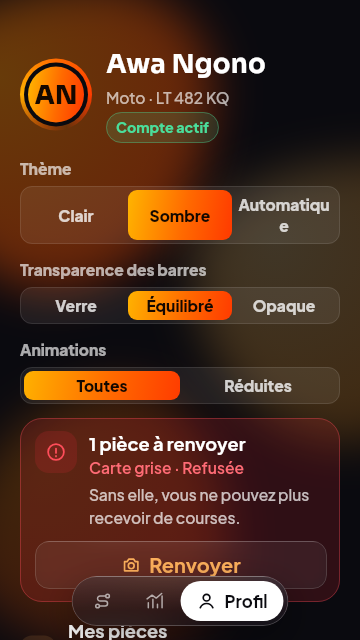 AN
Awa Ngono
Moto · LT 482 KQ
Compte actif
Thème
Clair
Sombre
Automatiqu
e
Transparence des barres
Verre
Équilibré
Opaque
Animations
Toutes
Réduites
1 pièce à renvoyer
Carte grise · Refusée
Sans elle, vous ne pouvez plus
recevoir de courses.
Renvoyer
Profil
Mes pièces